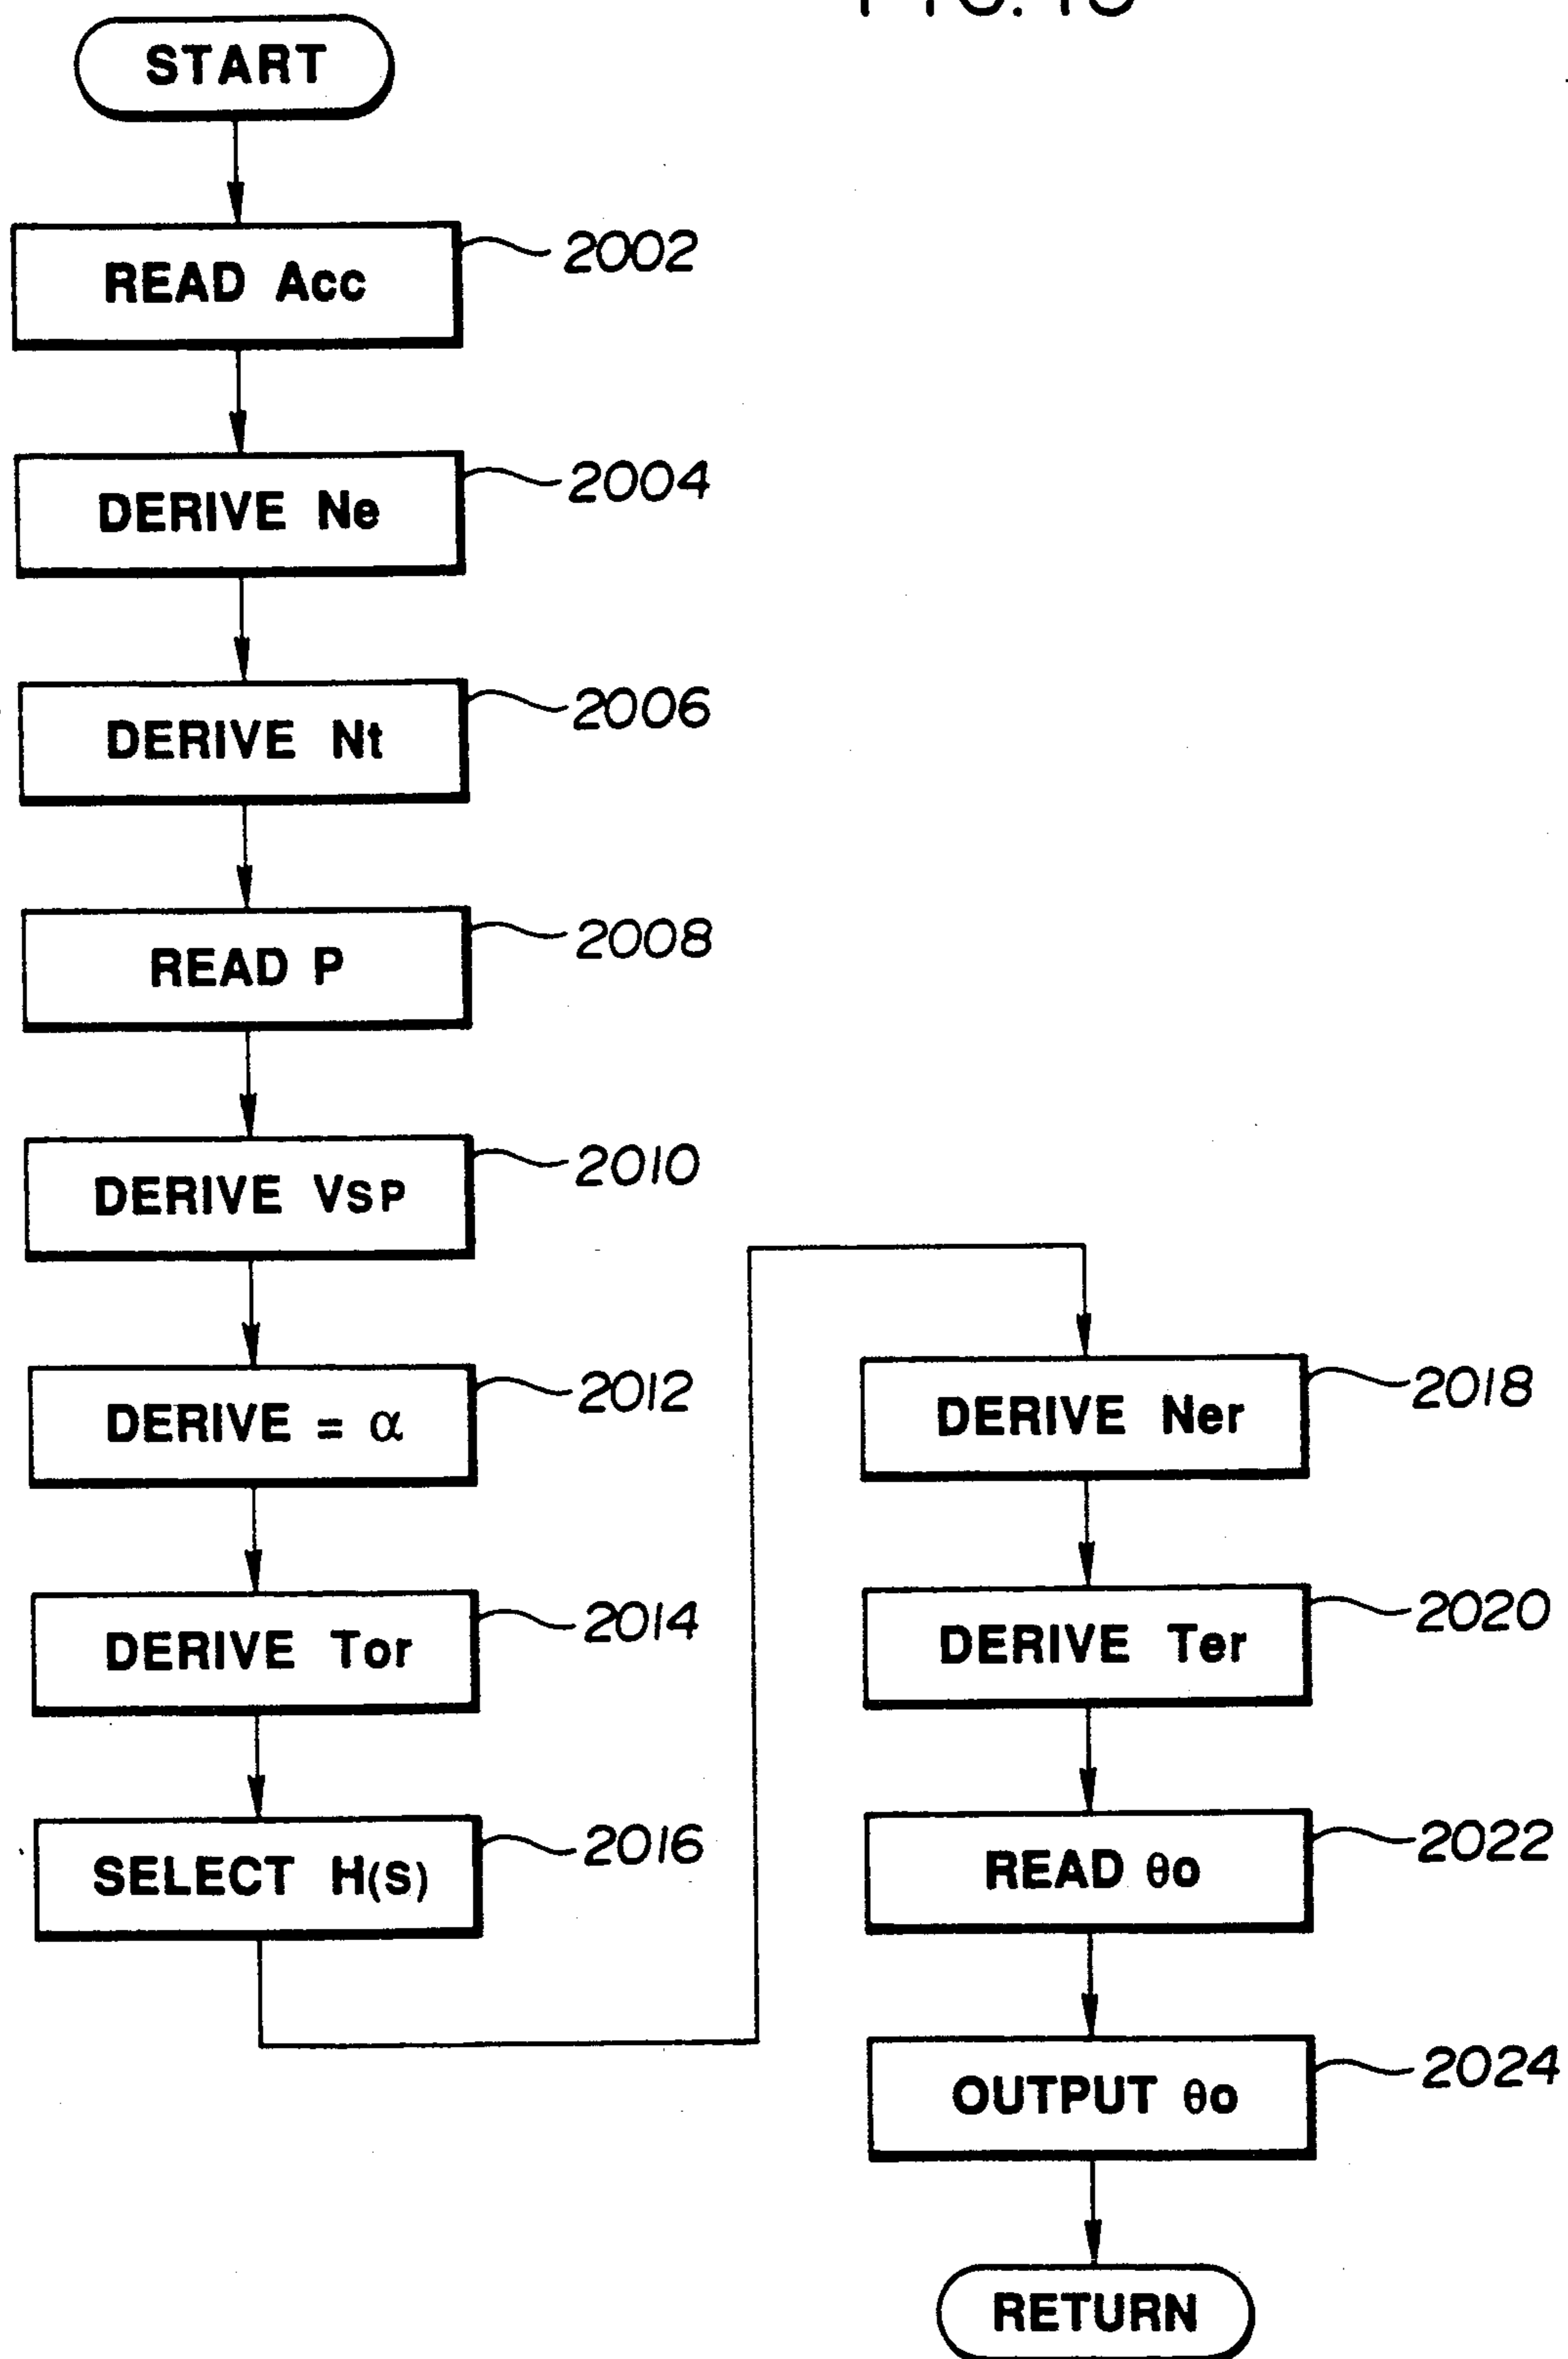 START
READ Acc
2002
DERIVE Ne
2004
DERIVE Nt
2006
READ P
2008
DERIVE VSP
2010
DERIVE = α
2012
DERIVE Tor
2014
SELECT H(S)
2016
DERIVE Ner
2018
DERIVE Ter
2020
READ θo
2022
OUTPUT θo
2024
RETURN